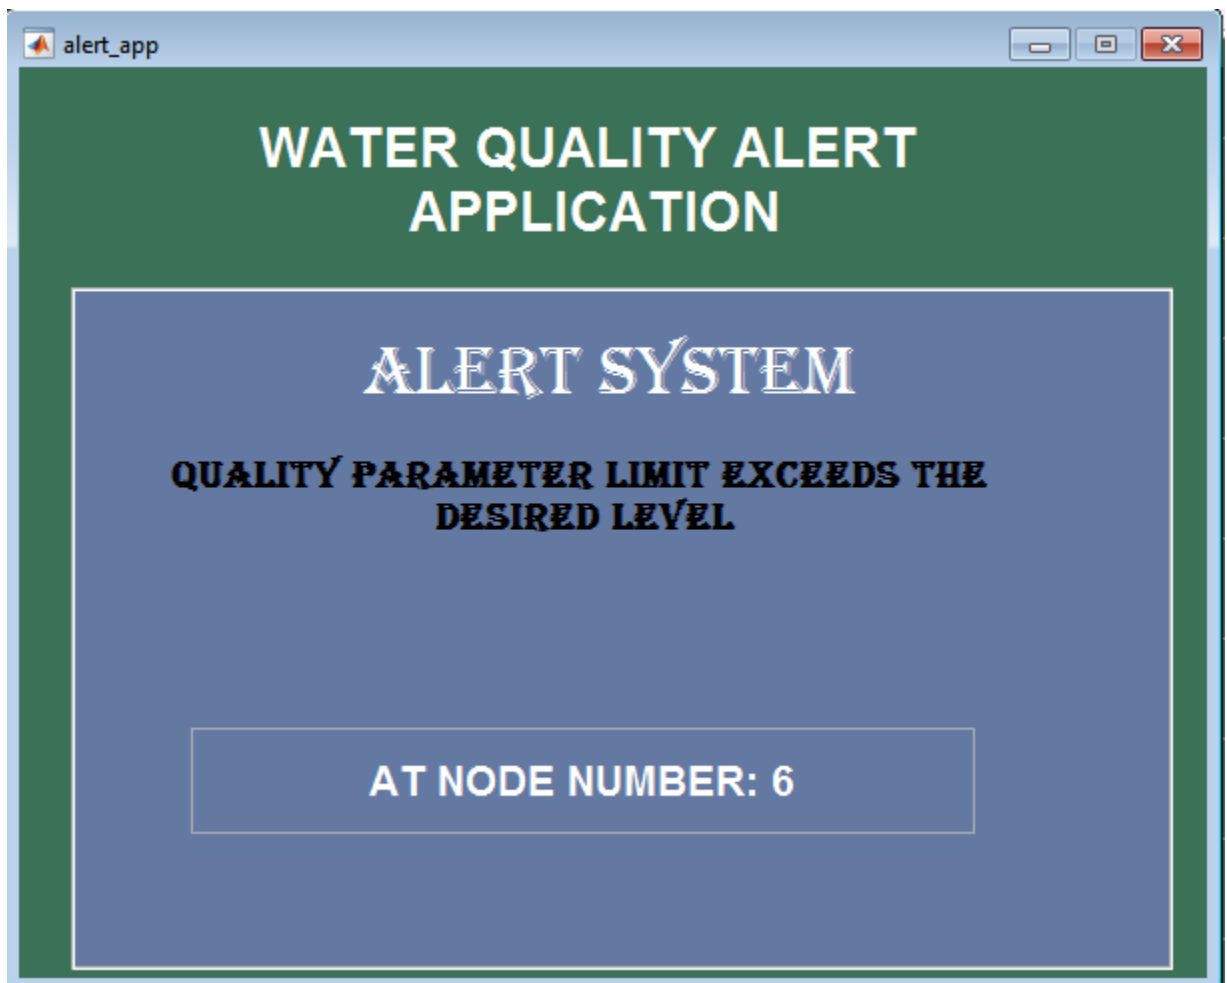 alert_app
WATER QUALITY ALERT
APPLICATION
ALERT SYSTEM
QUALITY PARAMETER LIMIT EXCEEDS THE
DESIRED LEVEL
AT NODE NUMBER: 6